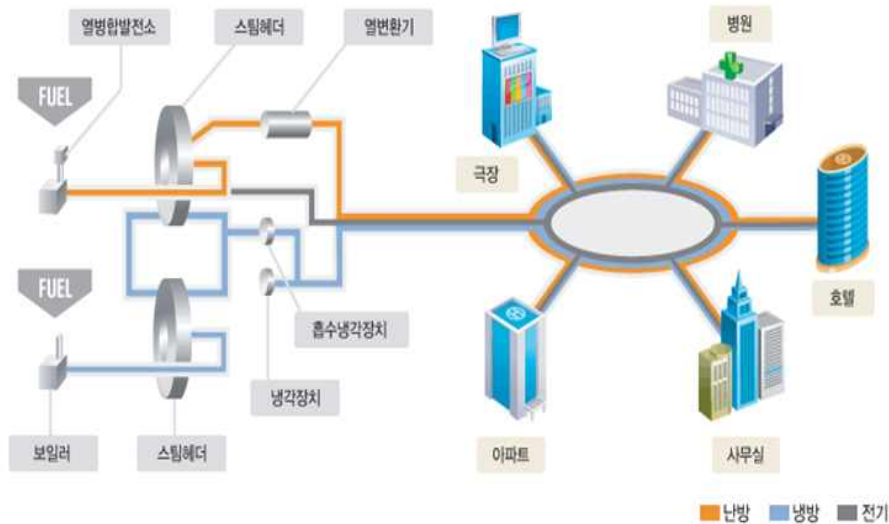 열병합발전소
스팀헤더
열변환기
병원
FUEL
극장
FUEL
호텔
흡수냉각장치
냉각장치
보일러
스팀헤더
아파트
사무실
난방
냉방
전기